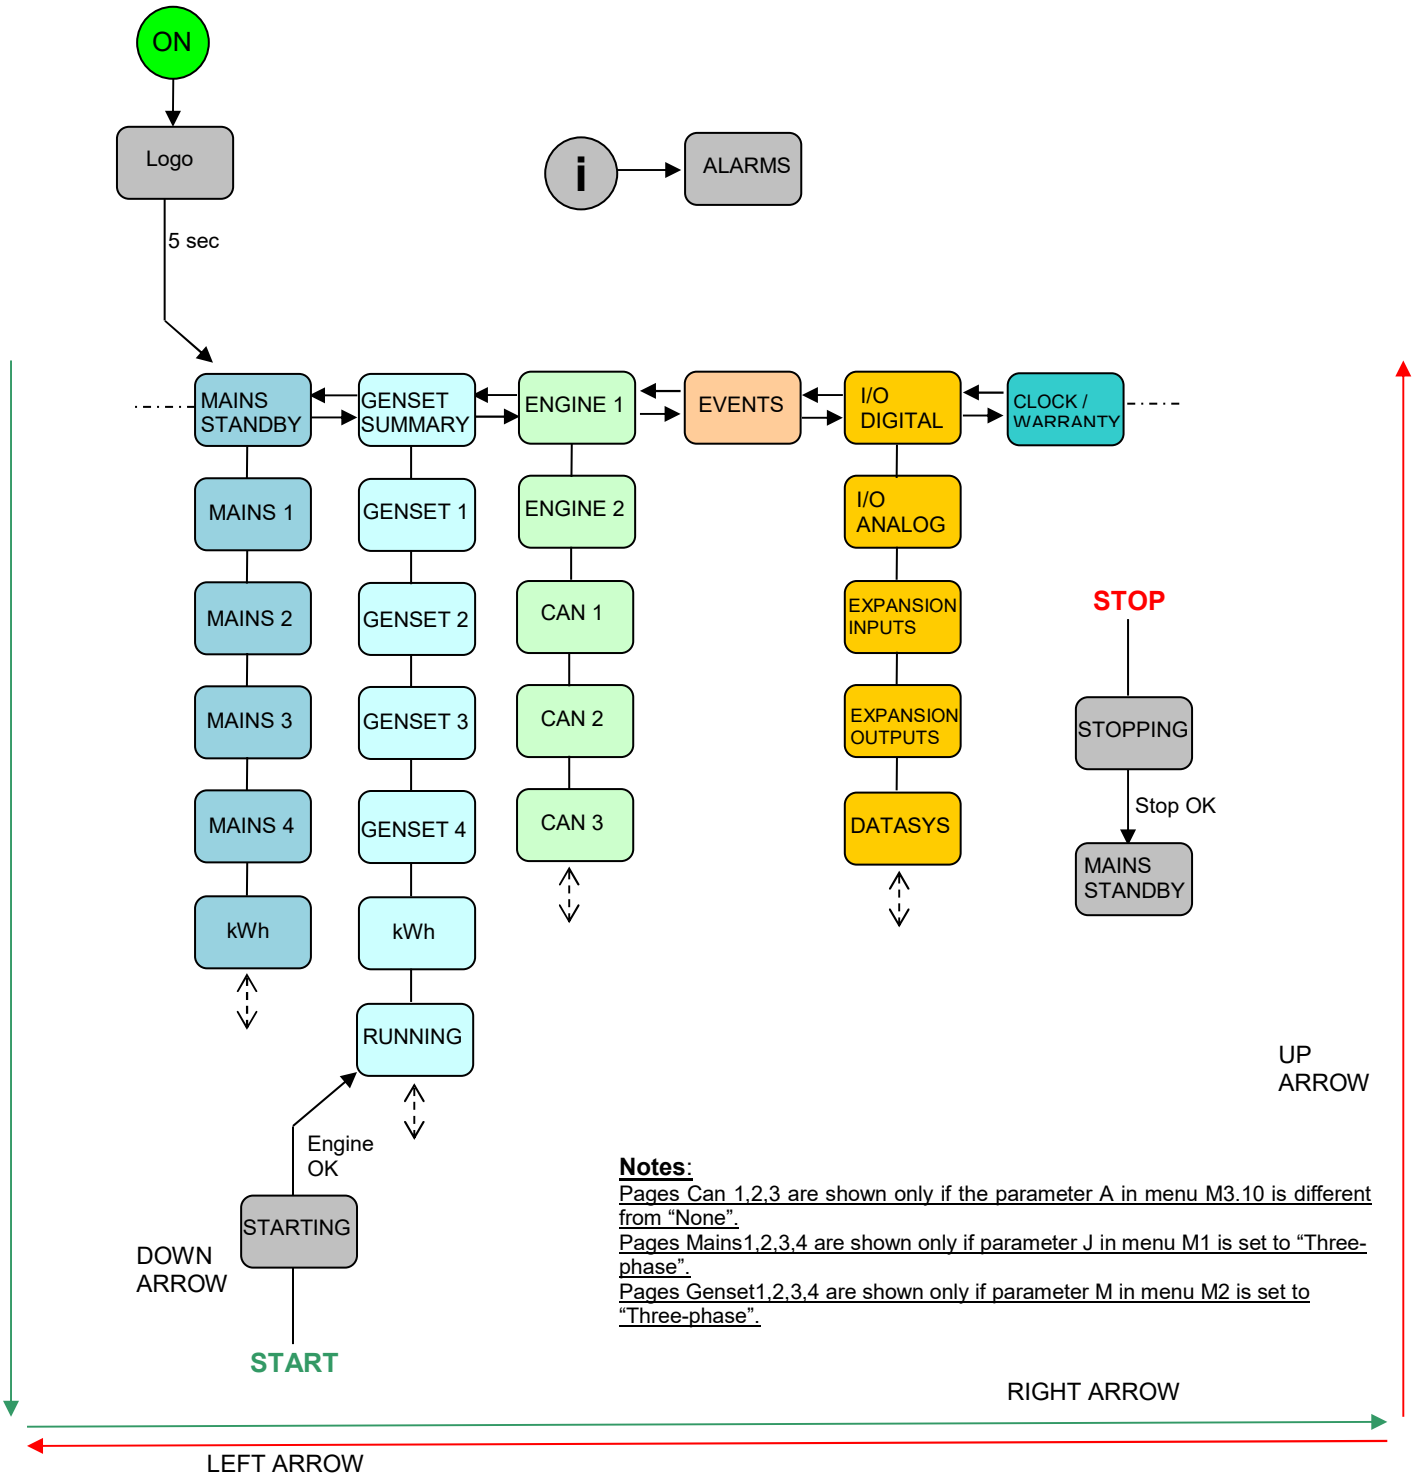 ON
Logo
i
ALARMS
5 sec
MAINS
STANDBY
GENSET
SUMMARY
ENGINE 1
EVENTS
I/O
DIGITAL
CLOCK /
WARRANTY
MAINS 1
GENSET 1
ENGINE 2
I/O
ANALOG
MAINS 2
GENSET 2
CAN 1
EXPANSION
INPUTS
STOP
MAINS 3
GENSET 3
CAN 2
EXPANSION
OUTPUTS
STOPPING
MAINS 4
GENSET 4
CAN 3
DATASYS
Stop OK
MAINS
STANDBY
kWh
kWh
RUNNING
UP
ARROW
Engine
OK
STARTING
DOWN
ARROW
START
Notes:
Pages Can 1,2,3 are shown only if the parameter A in menu M3.10 is different
from “None”.
Pages Mains1,2,3,4 are shown only if parameter J in menu M1 is set to “Three-
phase”.
Pages Genset1,2,3,4 are shown only if parameter M in menu M2 is set to
“Three-phase”.
RIGHT ARROW
LEFT ARROW